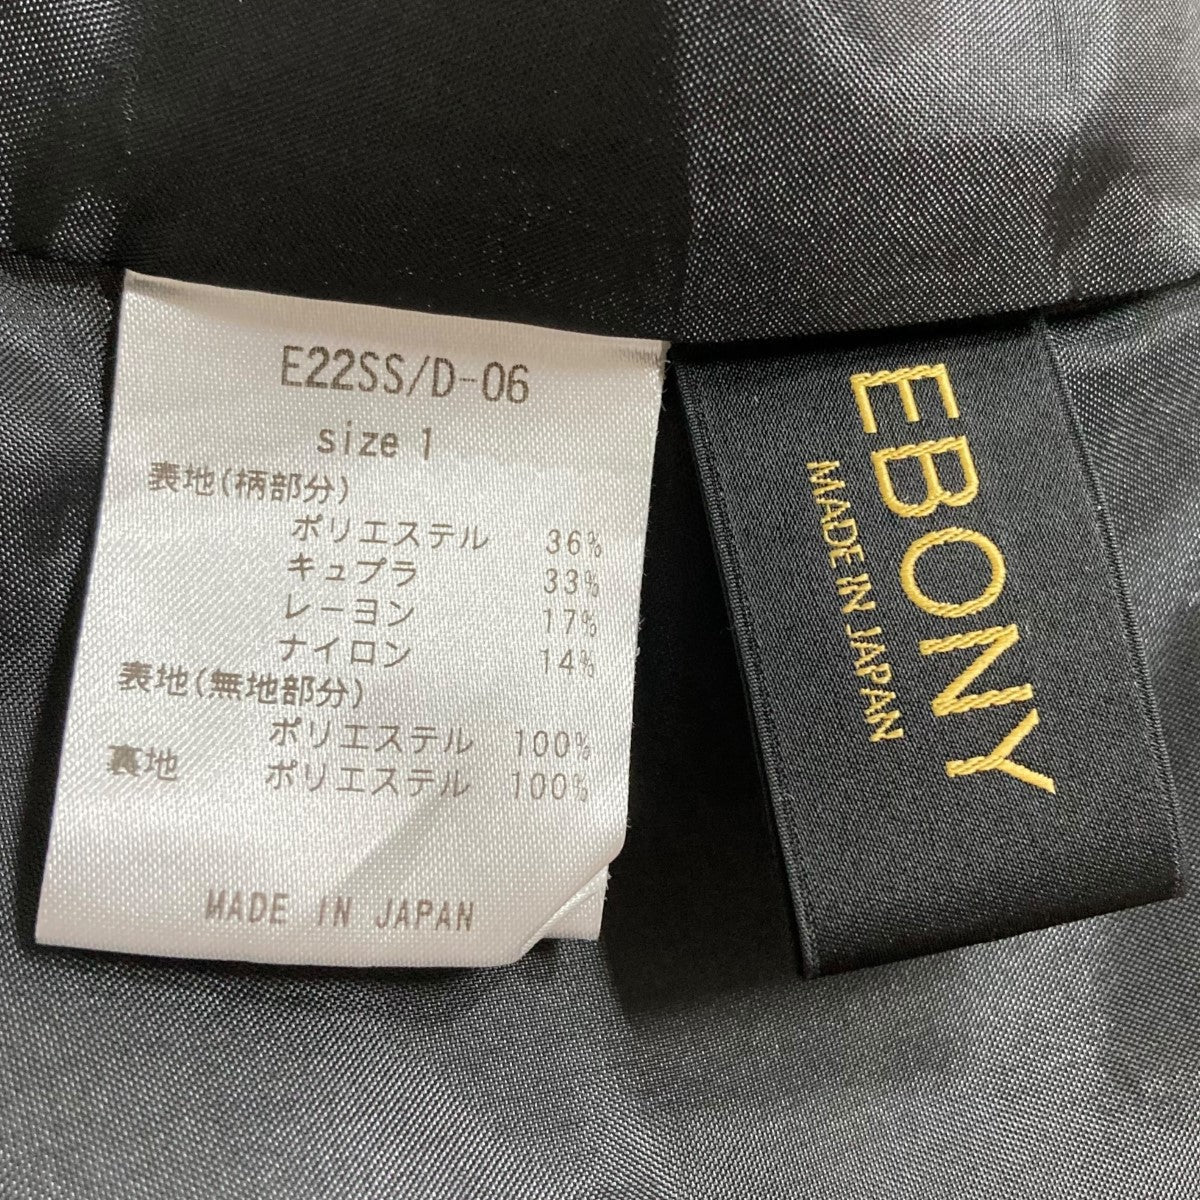 E22SS/D-06
size 1
表地(柄部分)
ポリエステル 36%
キュプラ 33%
レーヨン 17%
ナイロン 14%
表地(無地部分)
ポリエステル 100%
裏地 ポリエステル 100%
MADE IN JAPAN
EBONY
MADE IN JAPAN